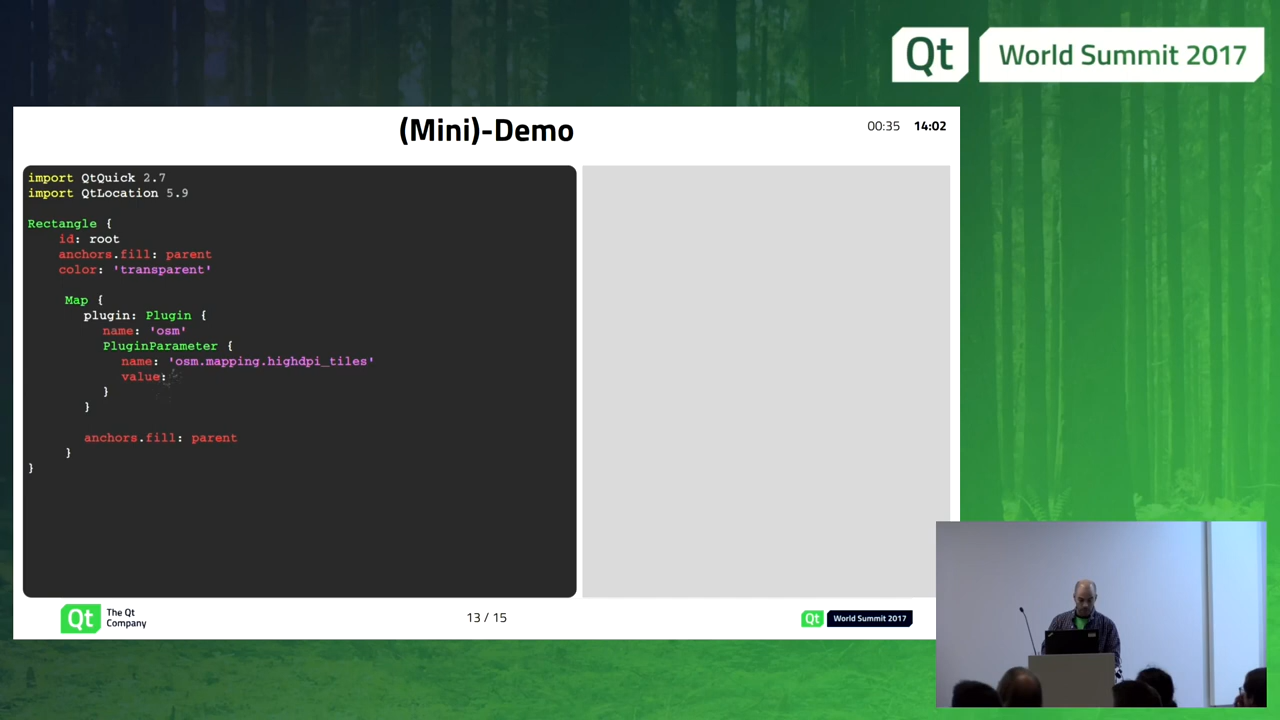 Qt World Summit 2017
(Mini)-Demo
00:35 14:02
import QtQuick 2.7
import QtLocation 5.9
Rectangle {
id: root
anchors.fill: parent
color: 'transparent'
Map {
plugin: Plugin {
name: 'osm'
PluginParameter {
name: 'osm.mapping.highdpi_tiles'
value:
}
}
anchors.fill: parent
}
}
Qt The Qt
Company
13 / 15
Qt World Summit 2017